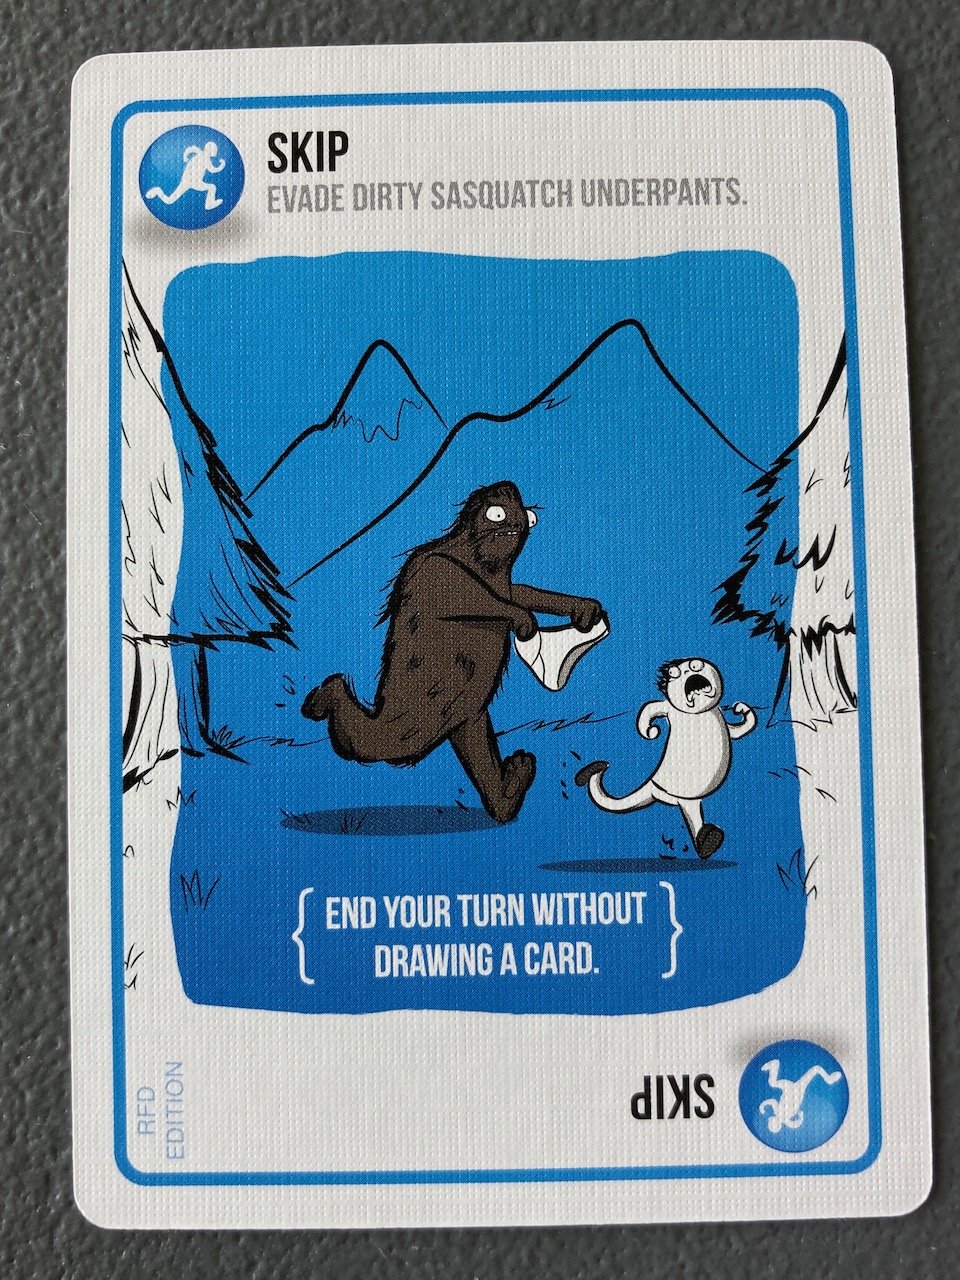 SKIP
EVADE DIRTY SASQUATCH UNDERPANTS.
{ END YOUR TURN WITHOUT
DRAWING A CARD. }
SKIP
RFD
EDITION